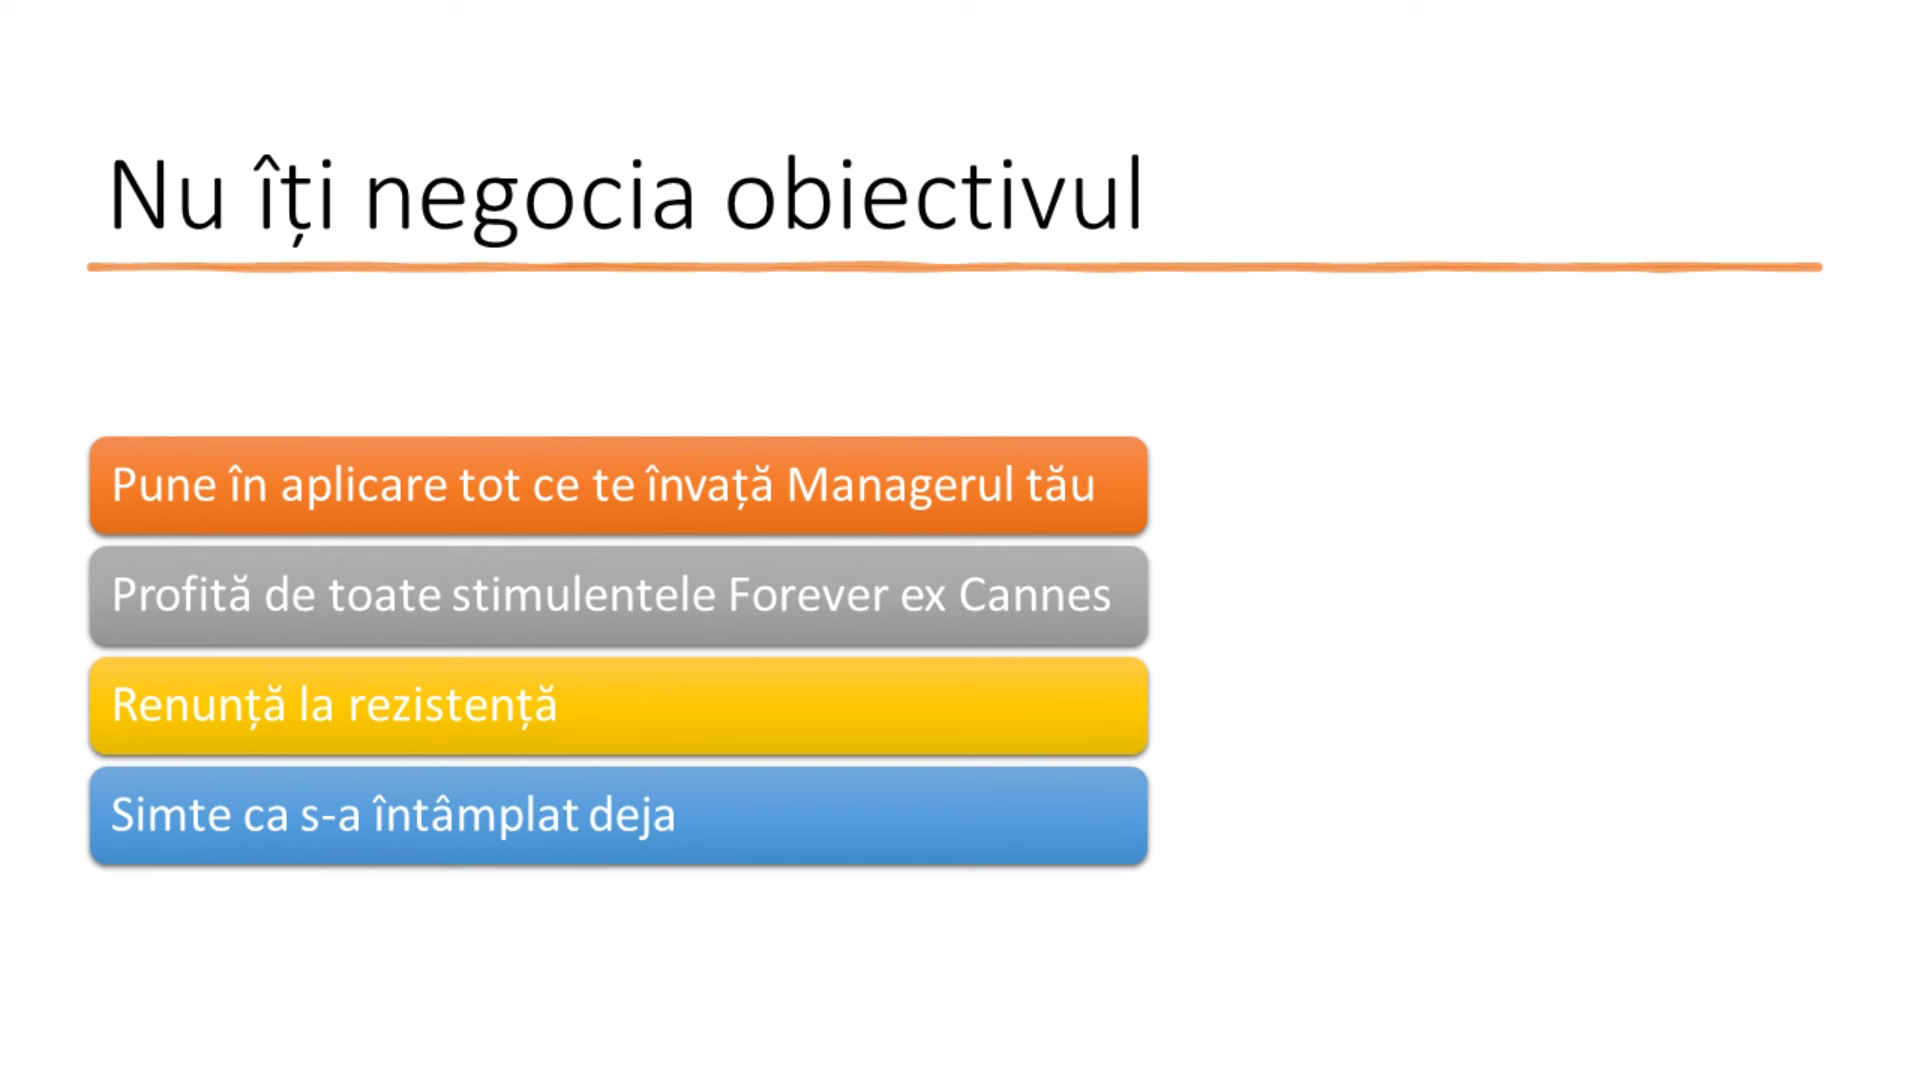 Nu îți negocia obiectivul
Pune în aplicare tot ce te învață Managerul tău
Profită de toate stimulentele Forever ex Cannes
Renunță la rezistență
Simte ca s-a întâmplat deja